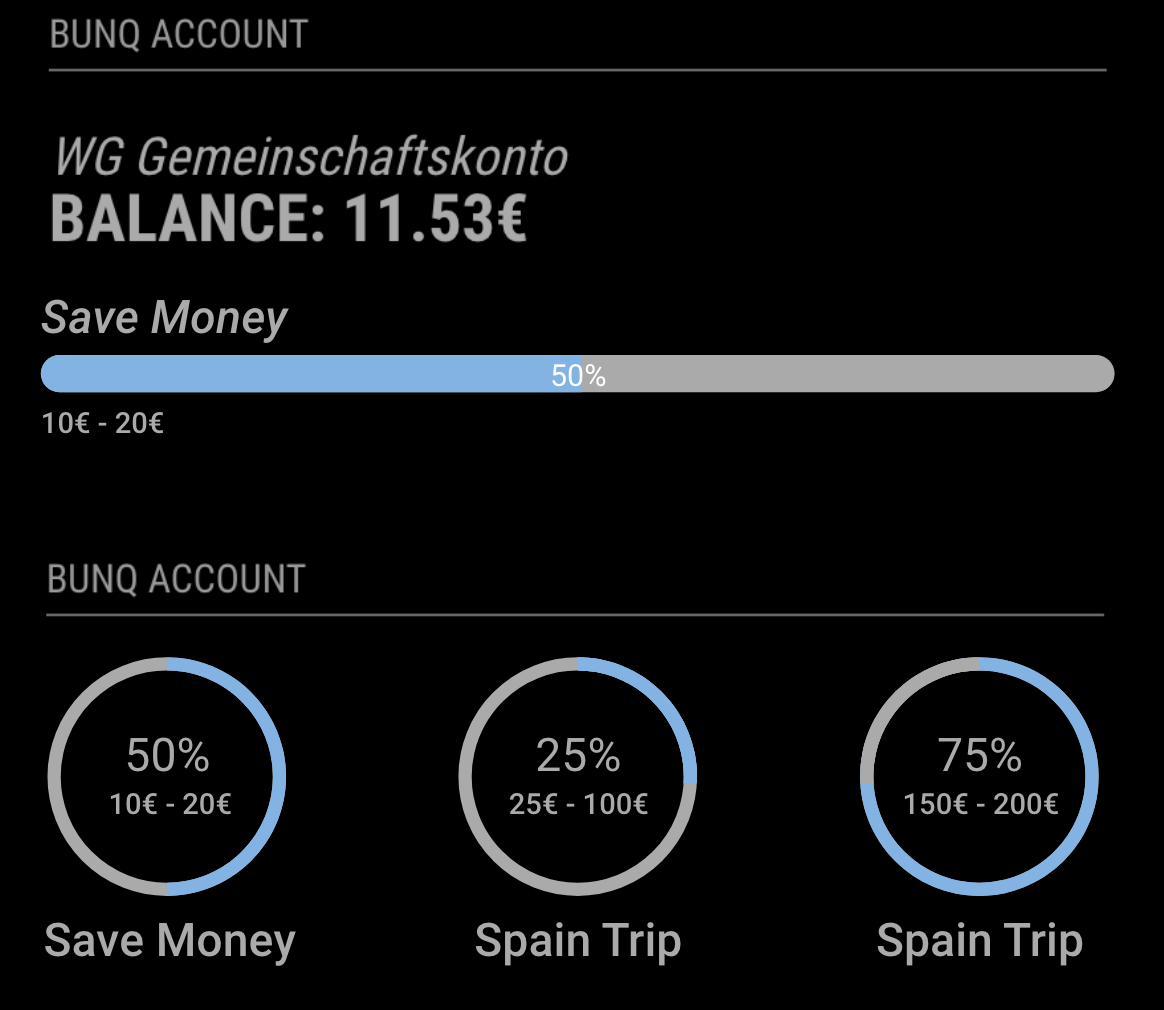 BUNQ ACCOUNT
WG Gemeinschaftskonto
BALANCE: 11.53€
Save Money
50%
10€ - 20€
BUNQ ACCOUNT
50%
10€ - 20€
Save Money
25%
25€ - 100€
Spain Trip
75%
150€ - 200€
Spain Trip